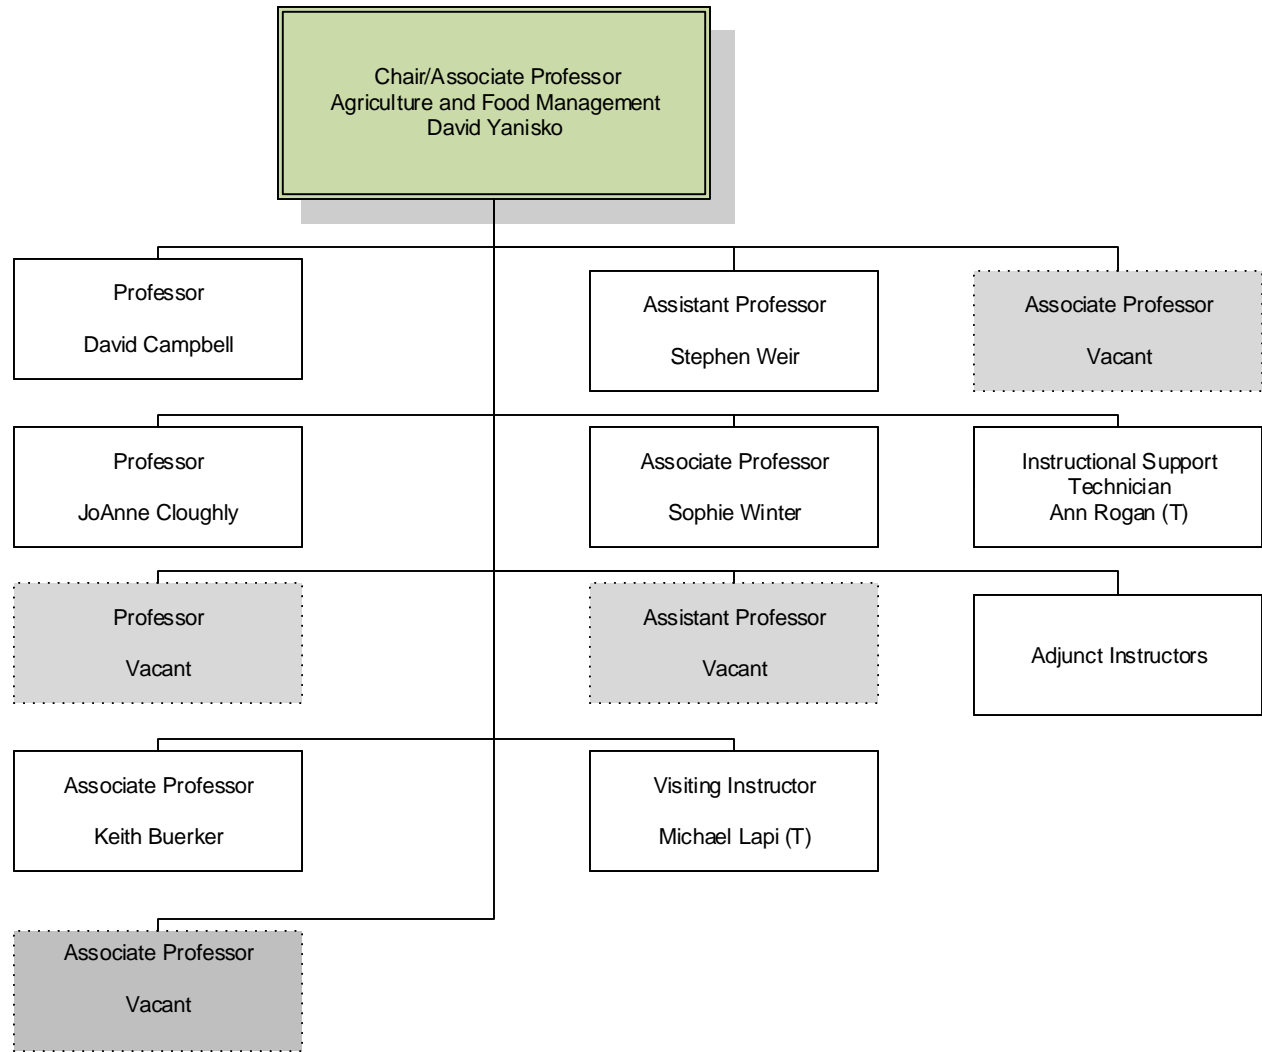 Chair/Associate Professor
Agriculture and Food Management
David Yanisko
Professor
David Campbell
Assistant Professor
Stephen Weir
Associate Professor
Vacant
Professor
JoAnne Cloughly
Associate Professor
Sophie Winter
Instructional Support
Technician
Ann Rogan (T)
Professor
Vacant
Assistant Professor
Vacant
Adjunct Instructors
Associate Professor
Keith Buerker
Visiting Instructor
Michael Lapi (T)
Associate Professor
Vacant